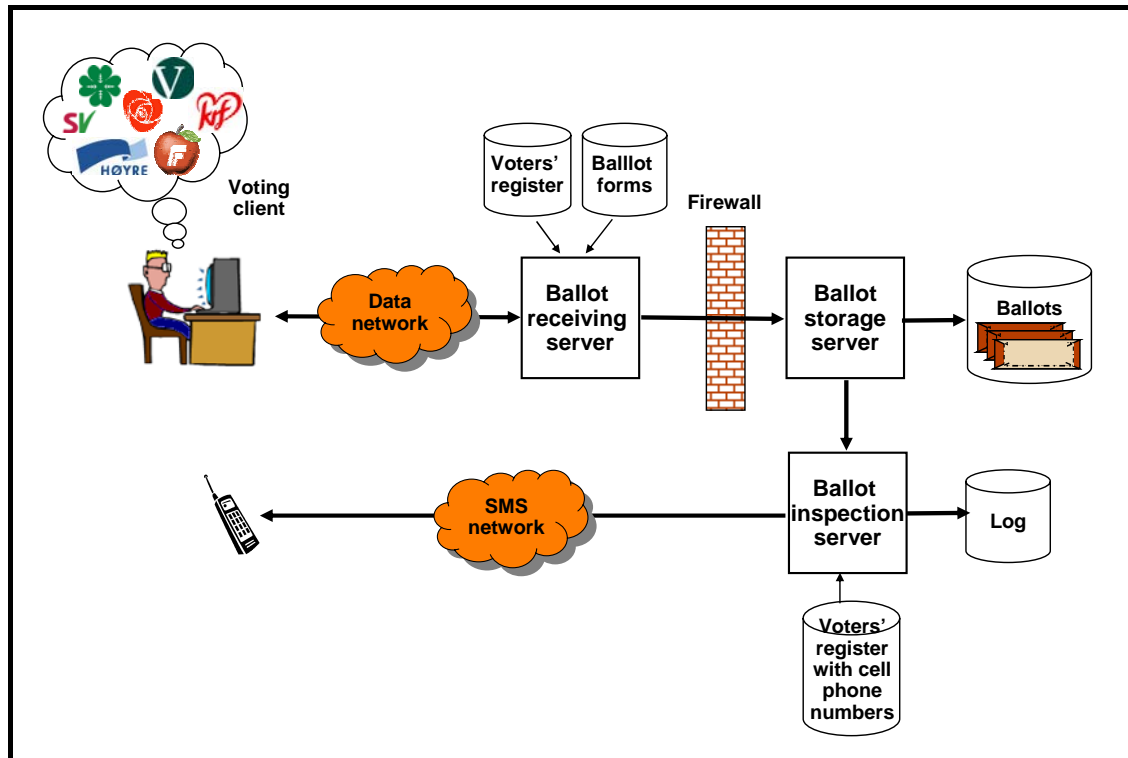 V
SV
krf
HØYRE
F
Voting
client
Voters'
register
Balllot
forms
Firewall
Data
network
Ballot
receiving
server
Ballot
storage
server
Ballots
SMS
network
Ballot
inspection
server
Log
Voters'
register
with cell
phone
numbers